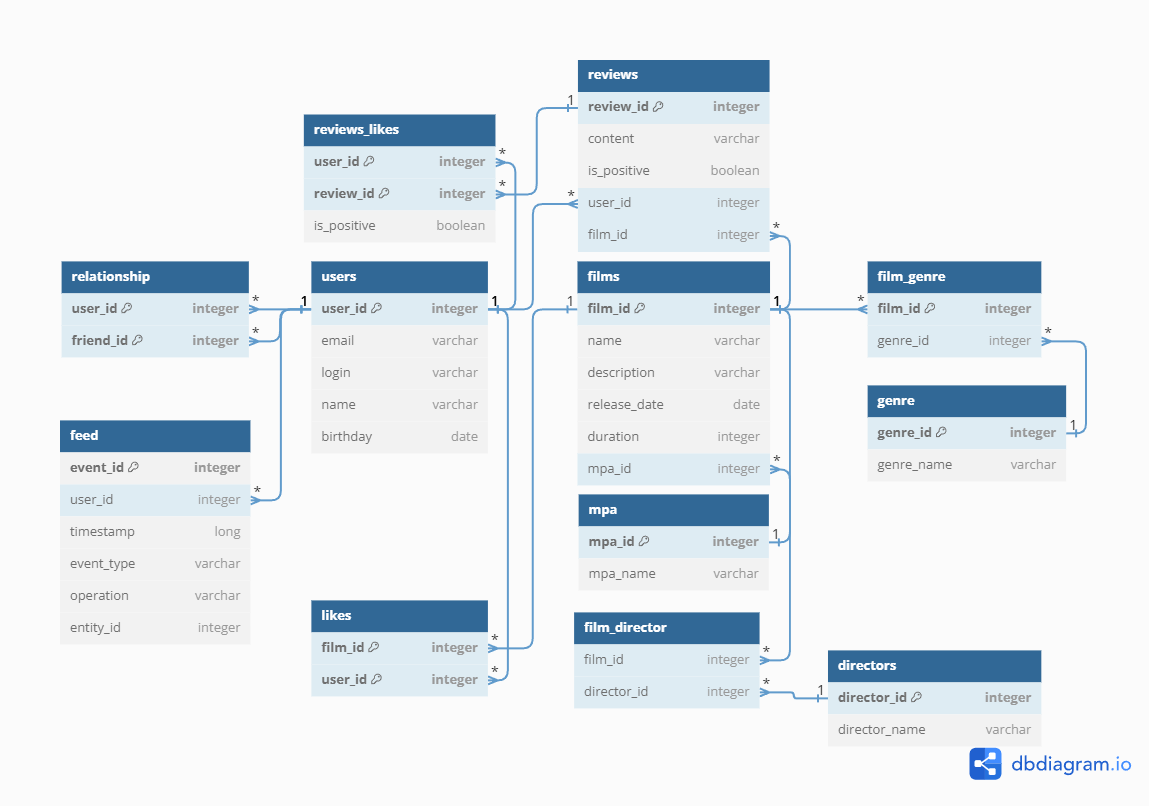 reviews
review_id integer
content varchar
is_positive boolean
user_id integer
film_id integer
reviews_likes
user_id integer
review_id integer
is_positive boolean
relationship
user_id integer
friend_id integer
users
user_id integer
email varchar
login varchar
name varchar
birthday date
films
film_id integer
name varchar
description varchar
release_date date
duration integer
mpa_id integer
film_genre
film_id integer
genre_id integer
genre
genre_id integer
genre_name varchar
feed
event_id integer
user_id integer
timestamp long
event_type varchar
operation varchar
entity_id integer
mpa
mpa_id integer
mpa_name varchar
likes
film_id integer
user_id integer
film_director
film_id integer
director_id integer
directors
director_id integer
director_name varchar
1
*
*
*
*
*
*
1
1
1
1
*
*
1
*
*
1
*
*
*
*
1
dbdiagram.io